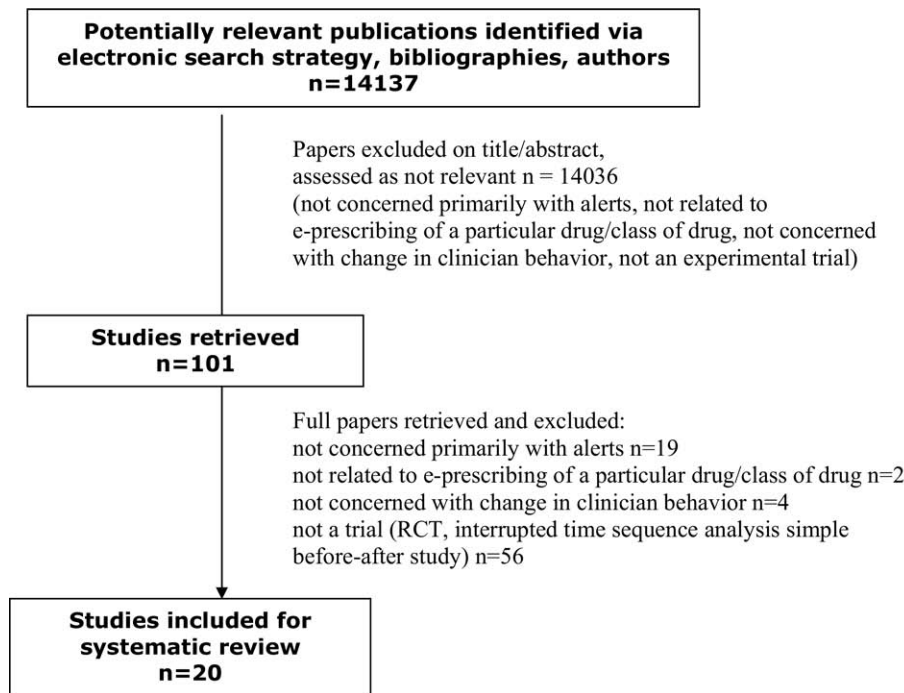 Potentially relevant publications identified via
electronic search strategy, bibliographies, authors
n=14137
Papers excluded on title/abstract,
assessed as not relevant n = 14036
(not concerned primarily with alerts, not related to
e-prescribing of a particular drug/class of drug, not concerned
with change in clinician behavior, not an experimental trial)
Studies retrieved
n=101
Full papers retrieved and excluded:
not concerned primarily with alerts n=19
not related to e-prescribing of a particular drug/class of drug n=2
not concerned with change in clinician behavior n=4
not a trial (RCT, interrupted time sequence analysis simple
before-after study) n=56
Studies included for
systematic review
n=20